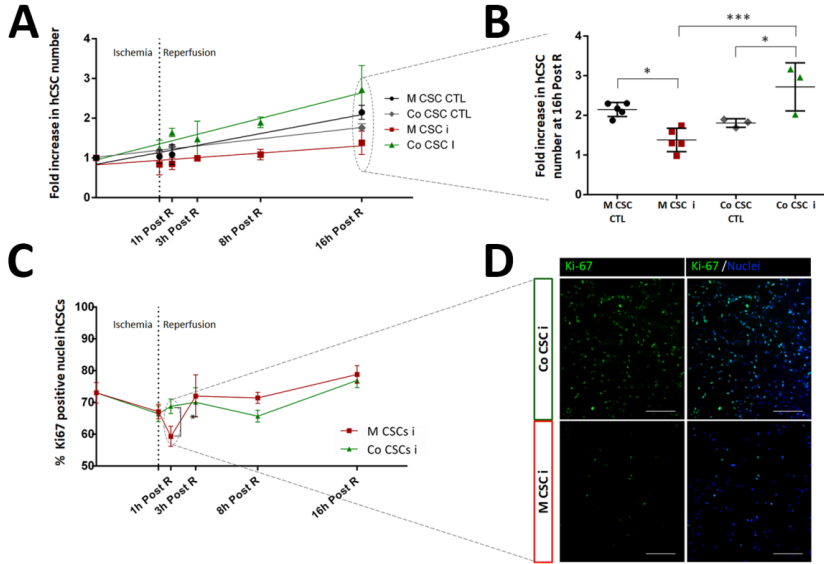 A
Fold increase in hCSC number
4
3
2
1
0
Ischemia
Reperfusion
M CSC CTL
Co CSC CTL
M CSC i
Co CSC I
1h Post R
3h Post R
8h Post R
16h Post R
B
Fold increase in hCSC
number at 16h Post R
4
3
2
1
0
*
***
*
M CSC
CTL
M CSC i
Co CSC
CTL
Co CSC i
C
% Ki67 positive nuclei hCSCs
100
90
80
70
60
50
Ischemia
Reperfusion
*
M CSCs i
Co CSCs i
1h Post R
3h Post R
8h Post R
16h Post R
D
Ki-67
Ki-67 /Nuclei
Co CSC i
M CSC i